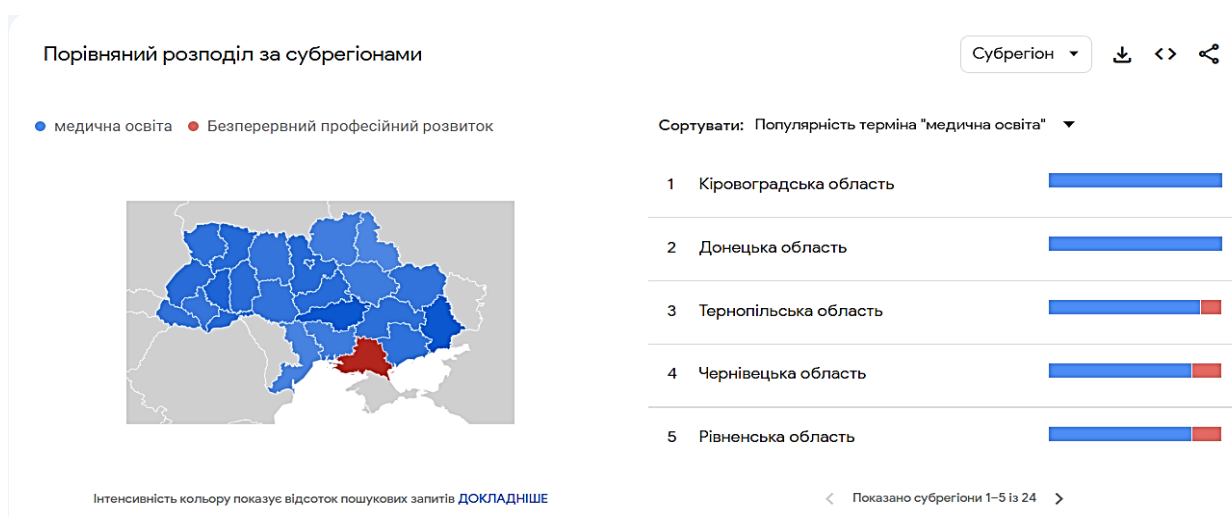 Порівняний розподіл за субрегіонами
Субрегіон
медична освіта
Безперервний професійний розвиток
Сортувати: Популярність терміна "медична освіта"
1 Кіровоградська область
2 Донецька область
3 Тернопільська область
4 Чернівецька область
5 Рівненська область
Інтенсивність кольору показує відсоток пошукових запитів ДОКЛАДНІШЕ
Показано субрегіони 1–5 із 24